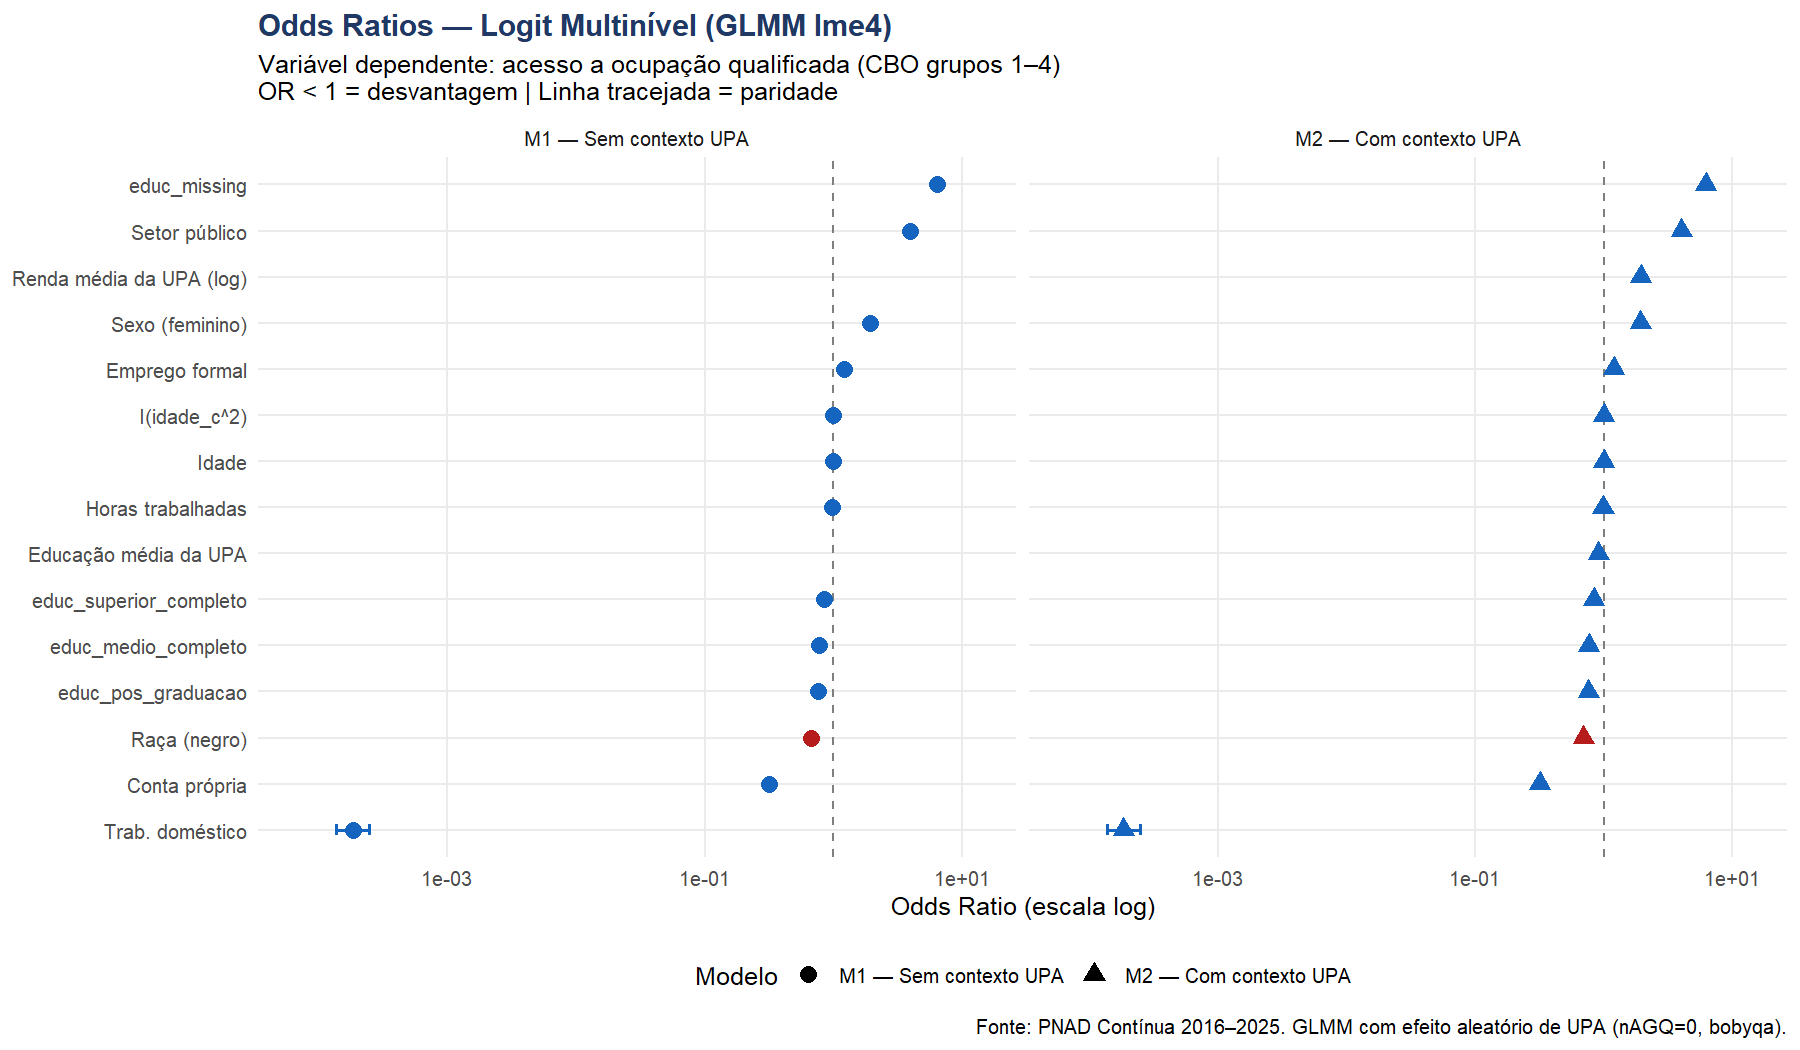 Odds Ratios — Logit Multinível (GLMM lme4)
Variável dependente: acesso a ocupação qualificada (CBO grupos 1–4)
OR < 1 = desvantagem | Linha tracejada = paridade
M1 — Sem contexto UPA
M2 — Com contexto UPA
educ_missing
Setor público
Renda média da UPA (log)
Sexo (feminino)
Emprego formal
I(idade_c^2)
Idade
Horas trabalhadas
Educação média da UPA
educ_superior_completo
educ_medio_completo
educ_pos_graduacao
Raça (negro)
Conta própria
Trab. doméstico
1e-03 1e-01 1e+01 1e-03 1e-01 1e+01
Odds Ratio (escala log)
Modelo M1 — Sem contexto UPA M2 — Com contexto UPA
Fonte: PNAD Contínua 2016–2025. GLMM com efeito aleatório de UPA (nAGQ=0, bobyqa).